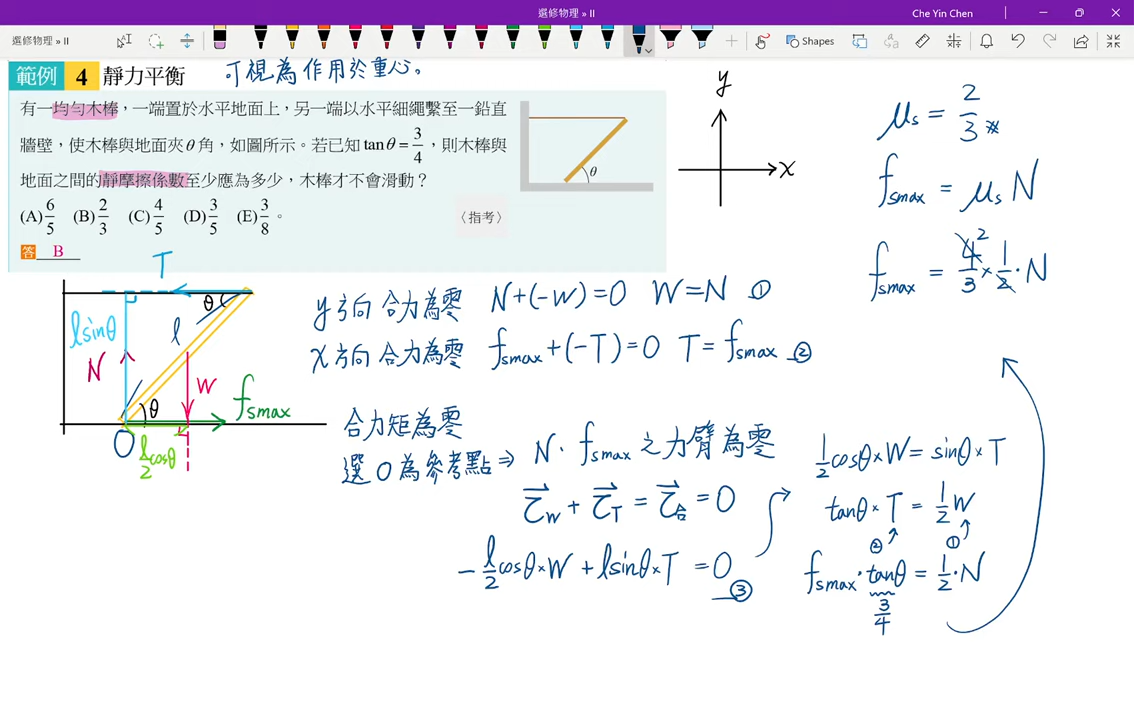 選修物理 » II
Che Yin Chen
選修物理 » II
Shapes
範例 4 靜力平衡
可視為作用於重心。
有一均勻木棒，一端置於水平地面上，另一端以水平細繩繫至一鉛直
牆壁，使木棒與地面夾θ角，如圖所示。若已知 tanθ=3/4，則木棒與
地面之間的靜摩擦係數至少應為多少，木棒才不會滑動？
(A)6/5 (B)2/3 (C)4/5 (D)3/5 (E)3/8。
〈指考〉
答 B
θ
y
x
μs = 2/3 *
fsmax = μs N
fsmax = 4/3 × 1/2 · N
2
T
θ
lsinθ
l
N
W
θ
fsmax
O
l/2 cosθ
y方向 合力為零 N+(-W)=0 W=N ①
x方向 合力為零 fsmax+(-T)=0 T=fsmax ②
合力矩為零
選O為參考點⇒ N、fsmax 之力臂為零
τW + τT = τ合 = 0
-l/2 cosθ×W + lsinθ×T = 0 ③
1/2 cosθ×W = sinθ×T
tanθ×T = 1/2 W
② ①
fsmax·tanθ = 1/2·N
3/4